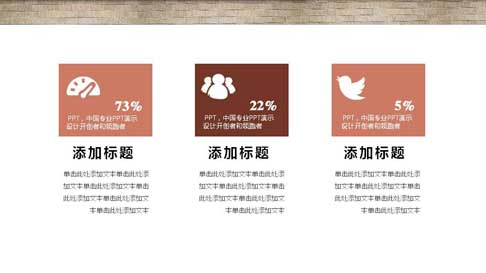 73%
PPT，中国专业PPT演示
设计开创者和领跑者
22%
PPT，中国专业PPT演示
设计开创者和领跑者
5%
PPT，中国专业PPT演示
设计开创者和领跑者
添加标题
单击此处添加文本单击此处添
加文本单击此处添加文本单击
此处添加文本单击此处添加文
本单击此处添加文本
添加标题
单击此处添加文本单击此处添
加文本单击此处添加文本单击
此处添加文本单击此处添加文
本单击此处添加文本
添加标题
单击此处添加文本单击此处添
加文本单击此处添加文本单击
此处添加文本单击此处添加文
本单击此处添加文本